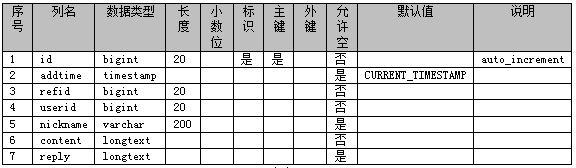 序号 列名 数据类型 长度 小数位 标识 主键 外键 允许空 默认值 说明
1 id bigint 20 是 是 否 auto_increment
2 addtime timestamp 是 CURRENT_TIMESTAMP
3 refid bigint 20 否
4 userid bigint 20 否
5 nickname varchar 200 是
6 content longtext 否
7 reply longtext 是